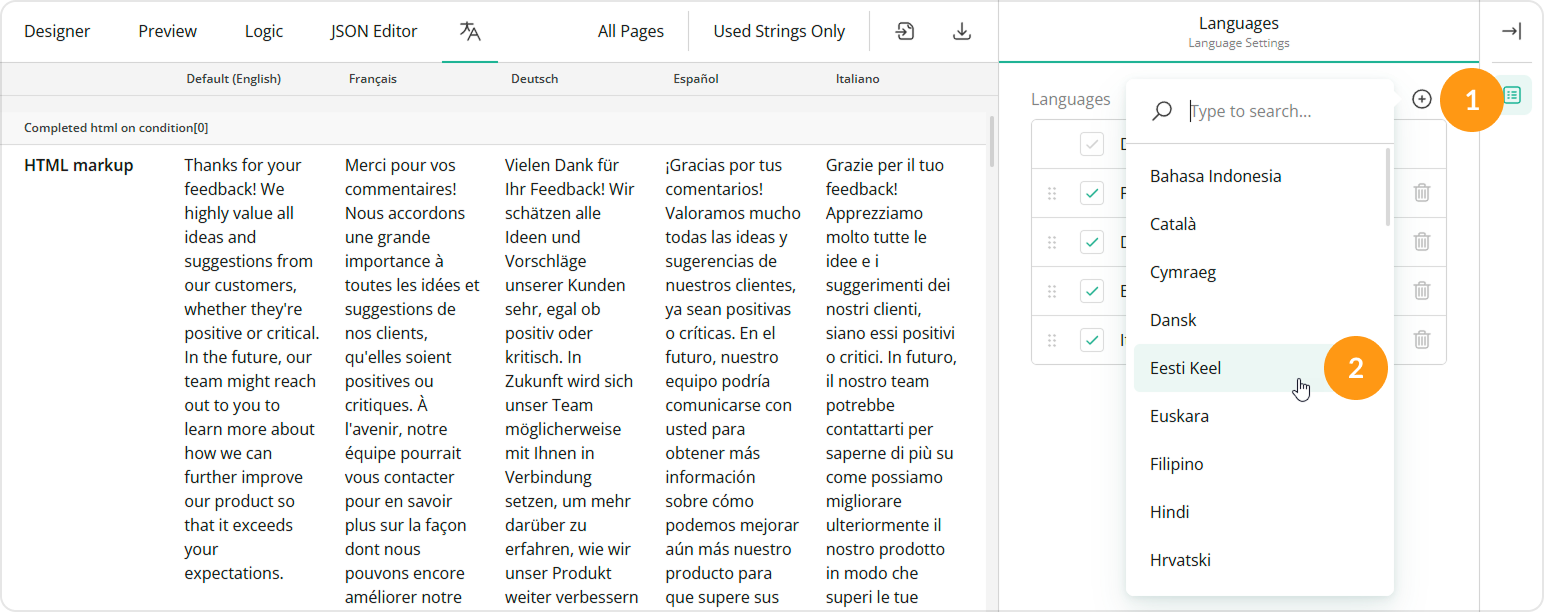 Designer Preview Logic JSON Editor All Pages Used Strings Only
Languages
Language Settings
Default (English) Français Deutsch Español Italiano
Completed html on condition[0]
HTML markup
Thanks for your
feedback! We
highly value all
ideas and
suggestions from
our customers,
whether they're
positive or critical.
In the future, our
team might reach
out to you to
learn more about
how we can
further improve
our product so
that it exceeds
your
expectations.
Merci pour vos
commentaires!
Nous accordons
une grande
importance à
toutes les idées et
suggestions de
nos clients,
qu'elles soient
positives ou
critiques. À
l'avenir, notre
équipe pourrait
vous contacter
pour en savoir
plus sur la façon
dont nous
pouvons encore
améliorer notre
Vielen Dank für
Ihr Feedback! Wir
schätzen alle
Ideen und
Vorschläge
unserer Kunden
sehr, egal ob
positiv oder
kritisch. In
Zukunft wird sich
unser Team
möglicherweise
mit Ihnen in
Verbindung
setzen, um mehr
darüber zu
erfahren, wie wir
unser Produkt
weiter verbessern
¡Gracias por tus
comentarios!
Valoramos mucho
todas las ideas y
sugerencias de
nuestros clientes,
ya sean positivas
o críticas. En el
futuro, nuestro
equipo podría
comunicarse con
usted para
obtener más
información
sobre cómo
podemos mejorar
aún más nuestro
producto para
que supere sus
Grazie per il tuo
feedback!
Apprezziamo
molto tutte le
idee e i
suggerimenti dei
nostri clienti,
siano essi positivi
o critici. In futuro,
il nostro team
potrebbe
contattarti per
saperne di più su
come possiamo
migliorare
ulteriormente il
nostro prodotto
in modo che
superi le tue
Languages
1
Type to search...
Bahasa Indonesia
Català
Cymraeg
Dansk
Eesti Keel
2
Euskara
Filipino
Hindi
Hrvatski